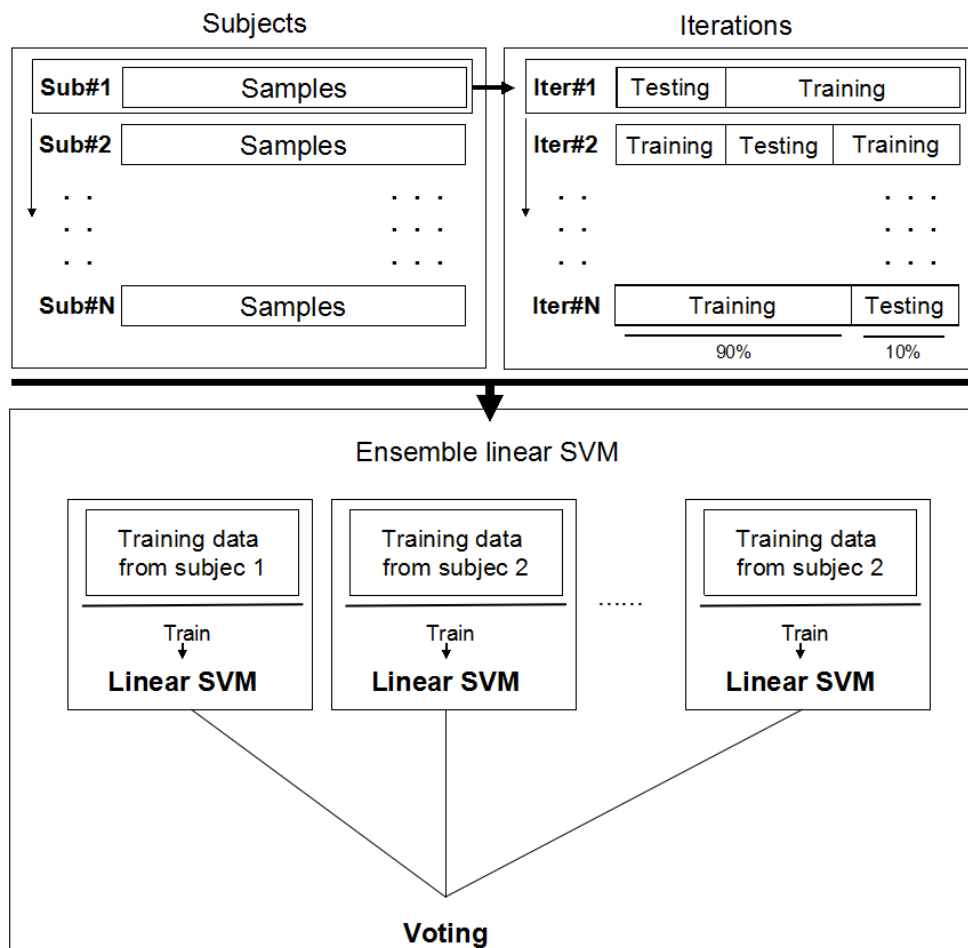 Subjects
Iterations
Sub#1 Samples
Iter#1 Testing Training
Sub#2 Samples
Iter#2 Training Testing Training
. . . . .
. . . . .
. . . . .
. . . . .
. . . . .
. . . . .
Sub#N Samples
Iter#N Training Testing
90% 10%
Ensemble linear SVM
Training data
from subjec 1
Train
Linear SVM
Training data
from subjec 2
Train
Linear SVM
......
Training data
from subjec 2
Train
Linear SVM
Voting